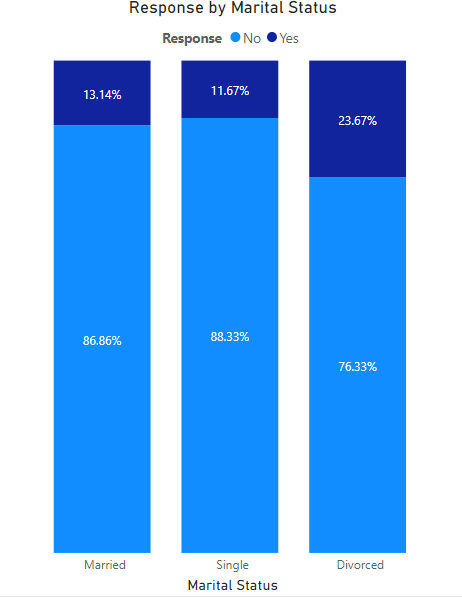 Response by Marital Status
Response No Yes
13.14% 11.67% 23.67%
86.86% 88.33% 76.33%
Married Single Divorced
Marital Status